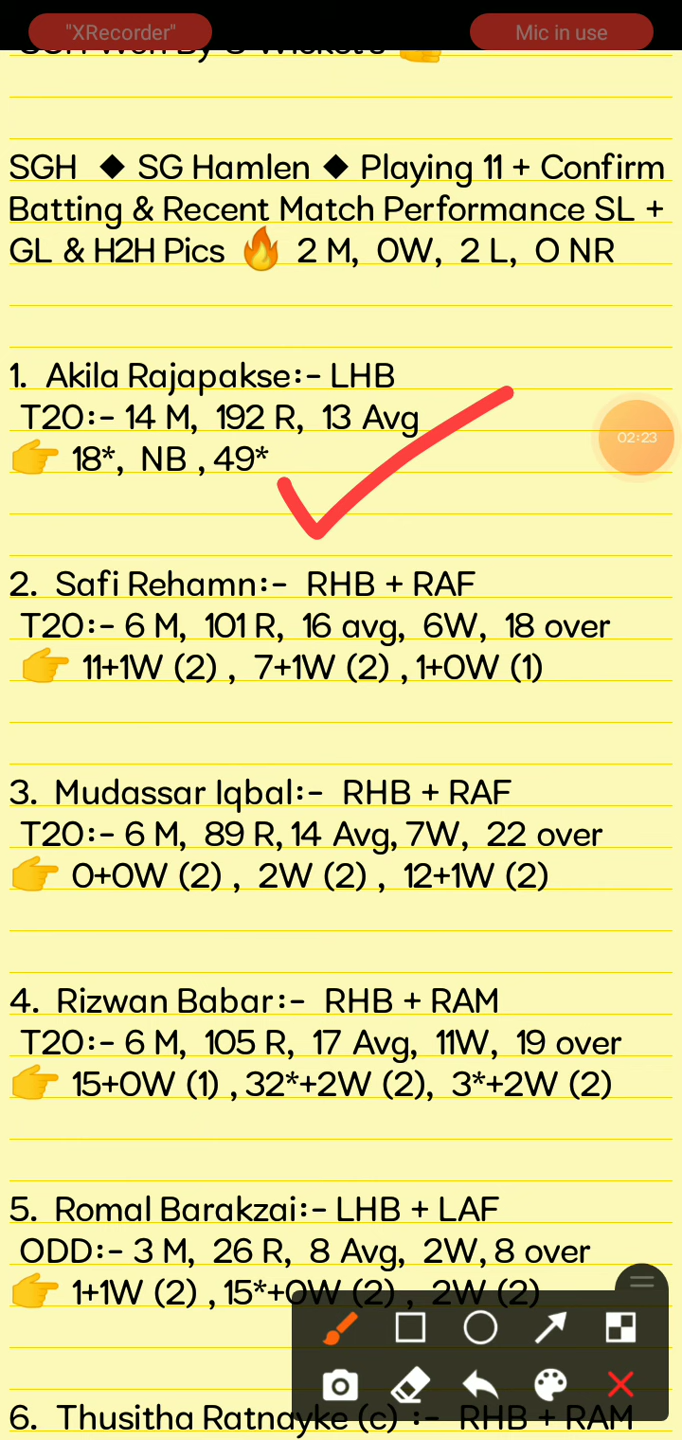 "XRecorder" Mic in use
SGH Won By 8 Wicket's 👍
SGH ◆ SG Hamlen ◆ Playing 11 + Confirm
Batting & Recent Match Performance SL +
GL & H2H Pics 🔥 2 M, 0W, 2 L, O NR
1. Akila Rajapakse:- LHB
T20:- 14 M, 192 R, 13 Avg
02:23
👉 18*, NB , 49*
2. Safi Rehamn:- RHB + RAF
T20:- 6 M, 101 R, 16 avg, 6W, 18 over
👉 11+1W (2) , 7+1W (2) , 1+0W (1)
3. Mudassar Iqbal:- RHB + RAF
T20:- 6 M, 89 R, 14 Avg, 7W, 22 over
👉 0+0W (2) , 2W (2) , 12+1W (2)
4. Rizwan Babar:- RHB + RAM
T20:- 6 M, 105 R, 17 Avg, 11W, 19 over
👉 15+0W (1) , 32*+2W (2), 3*+2W (2)
5. Romal Barakzai:- LHB + LAF
ODD:- 3 M, 26 R, 8 Avg, 2W, 8 over
👉 1+1W (2) , 15*+0W (2) , 2W (2)
6. Thusitha Ratnayke (c) :- RHB + RAM